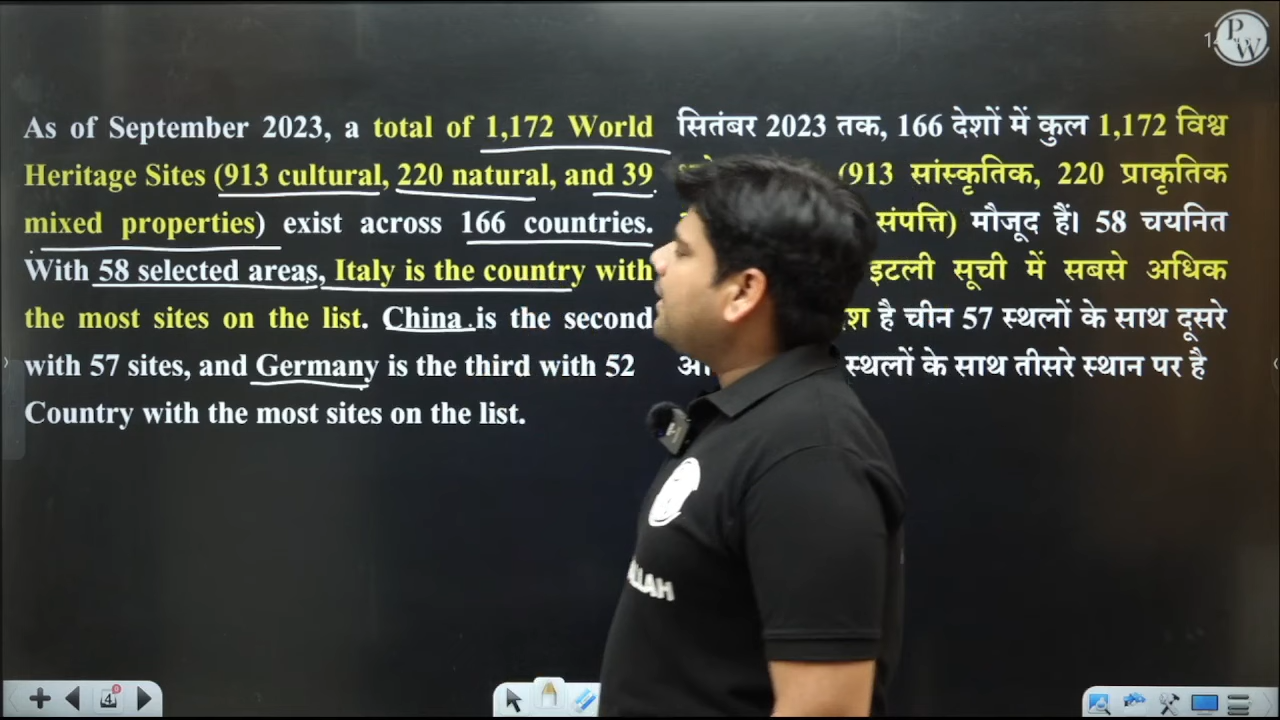 As of September 2023, a total of 1,172 World
Heritage Sites (913 cultural, 220 natural, and 39
mixed properties) exist across 166 countries.
With 58 selected areas, Italy is the country with
the most sites on the list. China is the second
with 57 sites, and Germany is the third with 52
Country with the most sites on the list.
सितंबर 2023 तक, 166 देशों में कुल 1,172 विश्व
(913 सांस्कृतिक, 220 प्राकृतिक
संपत्ति) मौजूद हैं। 58 चयनित
इटली सूची में सबसे अधिक
है चीन 57 स्थलों के साथ दूसरे
स्थलों के साथ तीसरे स्थान पर है
PW
4